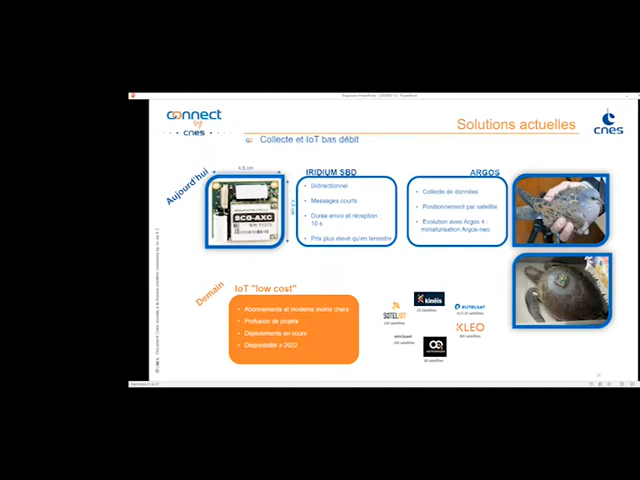 connect
by
cnes
Solutions actuelles
cnes
Collecte et IoT bas débit
Aujourd'hui
4,5 cm
SCG-AXC
IRIDIUM SBD
Bidirectionnel
Messages courts
Durée envoi et réception :
10 s
Prix plus élevé qu'en terrestre
ARGOS
Collecte de données
Positionnement par satellite
Evolution avec Argos 4 :
miniaturisation Argos-neo
Demain
IoT "low cost"
Abonnements et modems moins chers
Profusion de projets
Déploiements en cours
Disponibilité ≥ 2022
kinéis
EUTELSAT
KLEO